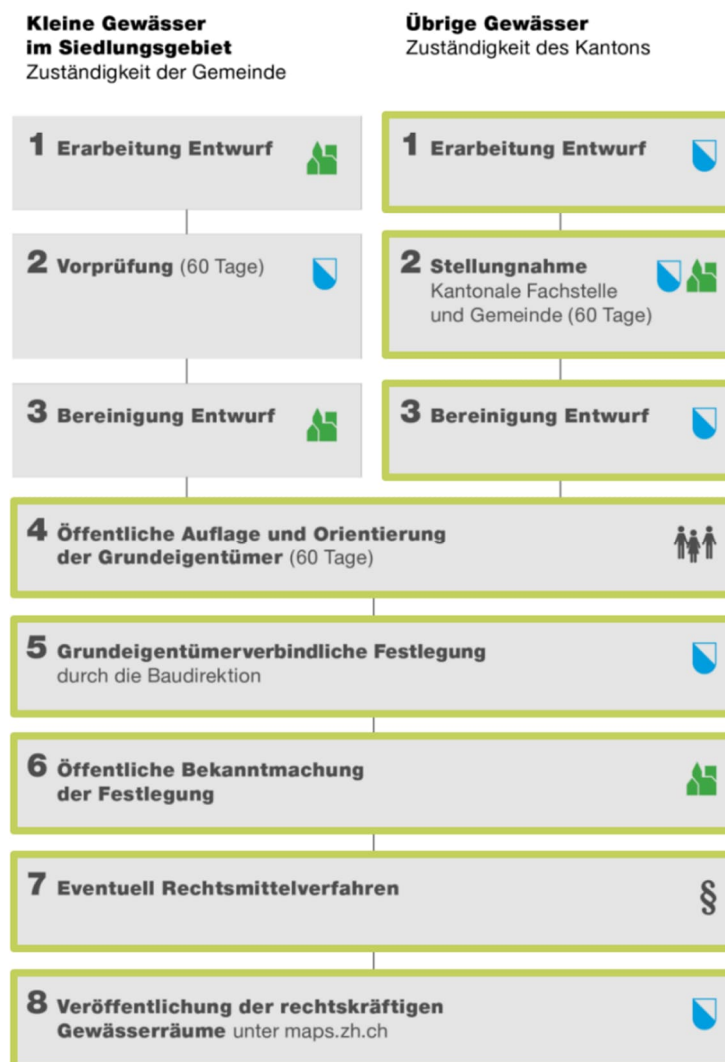 Kleine Gewässer
im Siedlungsgebiet
Zuständigkeit der Gemeinde
Übrige Gewässer
Zuständigkeit des Kantons
1 Erarbeitung Entwurf
1 Erarbeitung Entwurf
2 Vorprüfung (60 Tage)
2 Stellungnahme
Kantonale Fachstelle
und Gemeinde (60 Tage)
3 Bereinigung Entwurf
3 Bereinigung Entwurf
4 Öffentliche Auflage und Orientierung
der Grundeigentümer (60 Tage)
5 Grundeigentümerverbindliche Festlegung
durch die Baudirektion
6 Öffentliche Bekanntmachung
der Festlegung
7 Eventuell Rechtsmittelverfahren
§
8 Veröffentlichung der rechtskräftigen
Gewässerräume unter maps.zh.ch